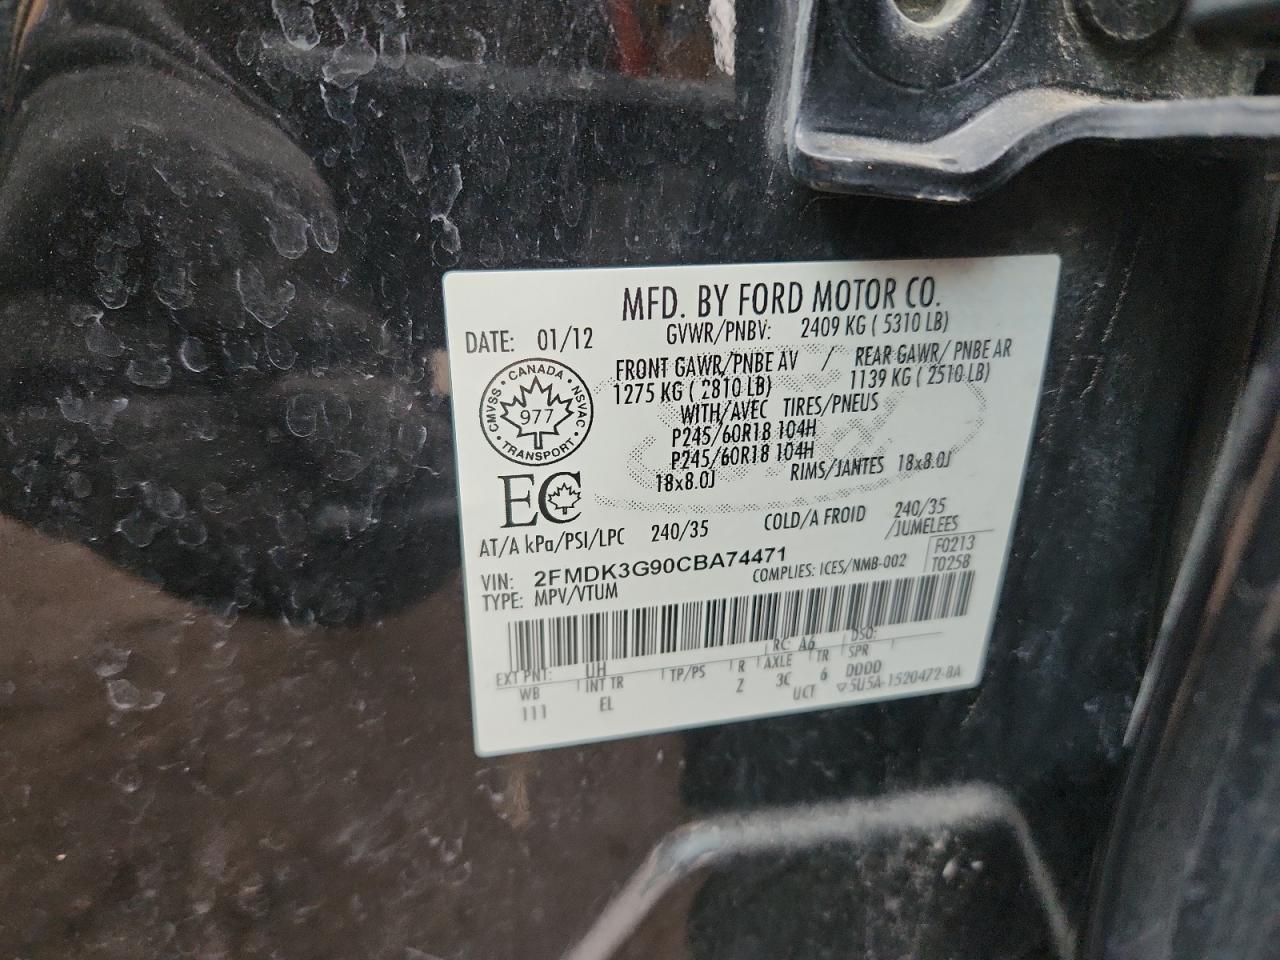 MFD. BY FORD MOTOR CO.
DATE: 01/12
GVWR/PNBV: 2409 KG ( 5310 LB)
FRONT GAWR/PNBE AV / REAR GAWR/ PNBE AR
1275 KG ( 2810 LB) 1139 KG ( 2510 LB)
WITH/AVEC TIRES/PNEUS
P245/60R18 104H
P245/60R18 104H
18x8.0J RIMS/JANTES 18x8.0J
CANADA
CMVSS • NSVAC
977
TRANSPORT
EC
AT/A kPa/PSI/LPC 240/35 COLD/A FROID 240/35
/JUMELEES
VIN: 2FMDK3G90CBA74471
TYPE: MPV/VTUM
COMPLIES: ICES/NMB-002
F0213
T0258
RC: A6 DSO:
EXT PNT: UH
WB INT TR TP/PS R AXLE TR SPR
111 EL 2 3C 6 DDDD
UCT ▽5U5A-1520472-BA